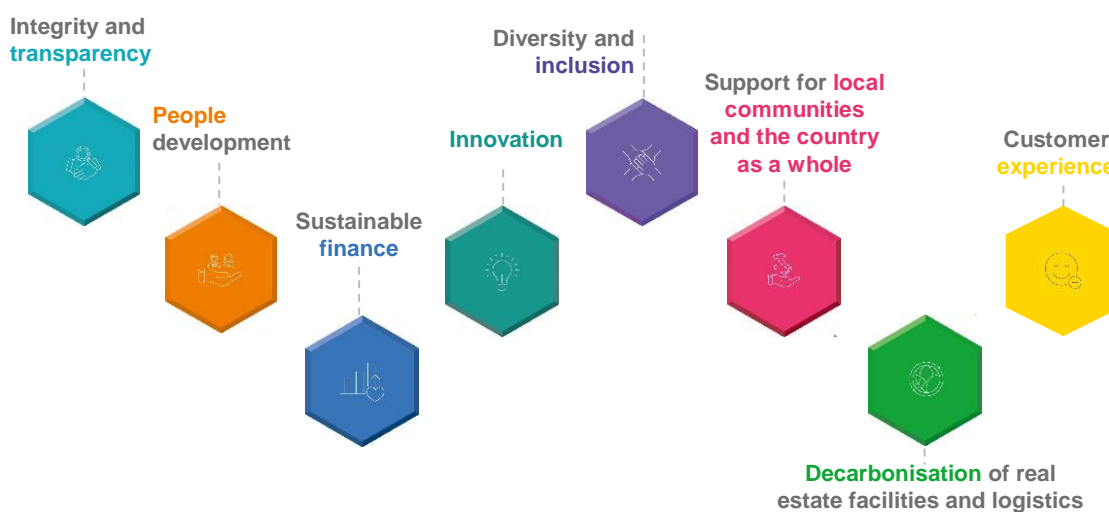 Integrity and
transparency
People
development
Sustainable
finance
Innovation
Diversity and
inclusion
Support for local
communities
and the country
as a whole
Decarbonisation of real
estate facilities and logistics
Customer
experience